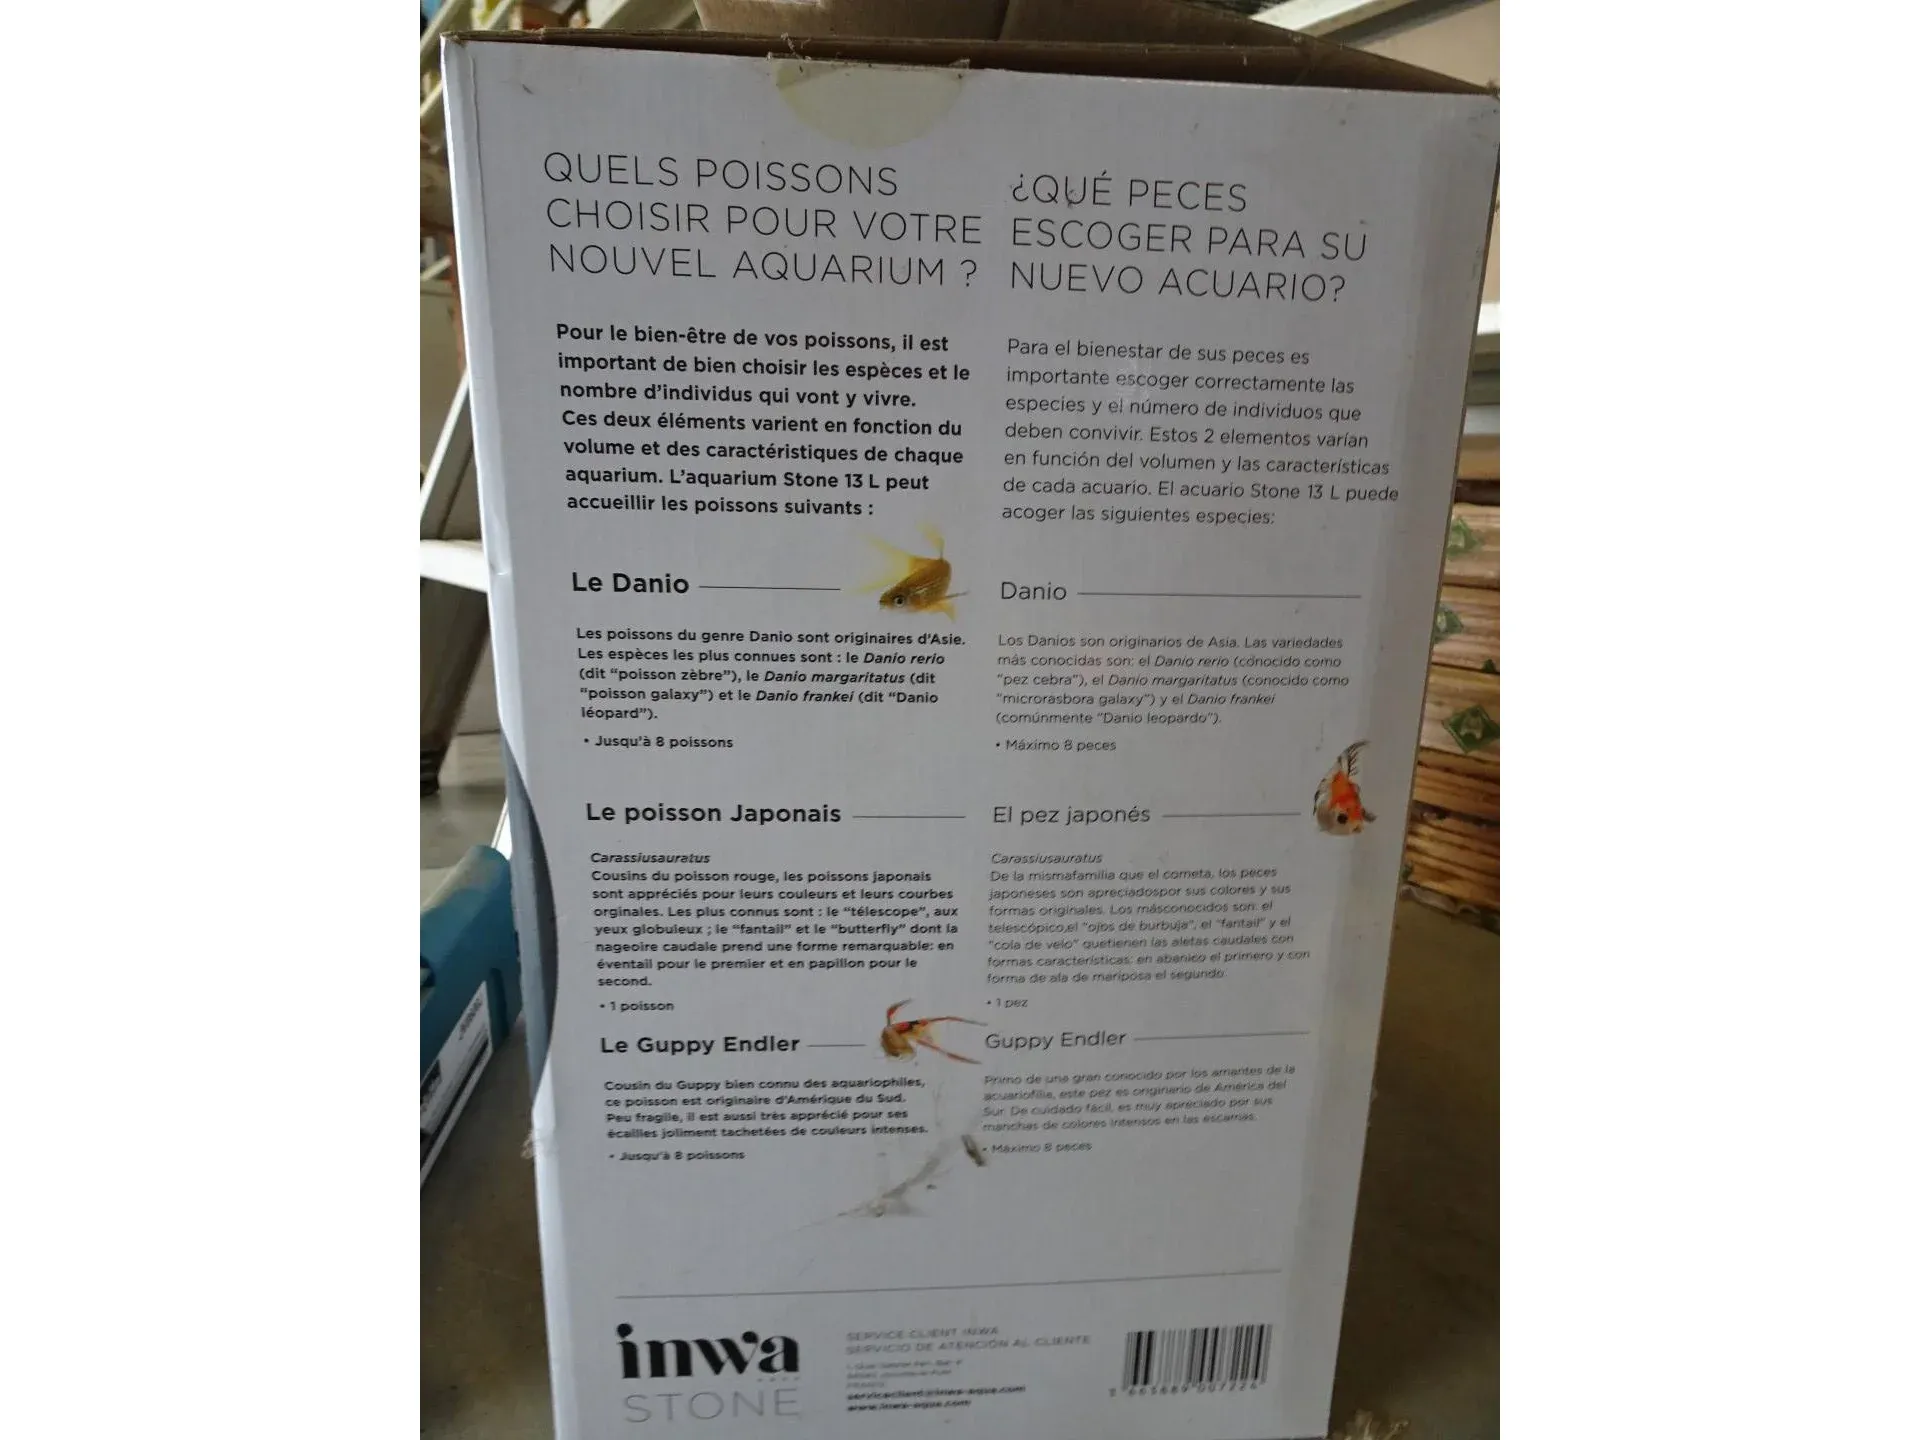 QUELS POISSONS
CHOISIR POUR VOTRE
NOUVEL AQUARIUM ?
Pour le bien-être de vos poissons, il est
important de bien choisir les espèces et le
nombre d'individus qui vont y vivre.
Ces deux éléments varient en fonction du
volume et des caractéristiques de chaque
aquarium. L'aquarium Stone 13 L peut
accueillir les poissons suivants :
Le Danio
Les poissons du genre Danio sont originaires d'Asie.
Les espèces les plus connues sont : le Danio rerio
(dit "poisson zèbre"), le Danio margaritatus (dit
"poisson galaxy") et le Danio frankei (dit "Danio
léopard").
• Jusqu'à 8 poissons
Le poisson Japonais
Carassiusauratus
Cousins du poisson rouge, les poissons japonais
sont appréciés pour leurs couleurs et leurs courbes
orginales. Les plus connus sont : le "télescope", aux
yeux globuleux ; le "fantail" et le "butterfly" dont la
nageoire caudale prend une forme remarquable: en
éventail pour le premier et en papillon pour le
second.
• 1 poisson
Le Guppy Endler
Cousin du Guppy bien connu des aquariophiles,
ce poisson est originaire d'Amérique du Sud.
Peu fragile, il est aussi très apprécié pour ses
écailles joliment tachetées de couleurs intenses.
• Jusqu'à 8 poissons
¿QUÉ PECES
ESCOGER PARA SU
NUEVO ACUARIO?
Para el bienestar de sus peces es
importante escoger correctamente las
especies y el número de individuos que
deben convivir. Estos 2 elementos varían
en función del volumen y las características
de cada acuario. El acuario Stone 13 L puede
acoger las siguientes especies:
Danio
Los Danios son originarios de Asia. Las variedades
más conocidas son: el Danio rerio (conocido como
"pez cebra"), el Danio margaritatus (conocido como
"microrasbora galaxy") y el Danio frankei
(comúnmente "Danio leopardo").
• Máximo 8 peces
El pez japonés
Carassiusauratus
De la mismafamilia que el cometa, los peces
japoneses son apreciadospor sus colores y sus
formas originales. Los másconocidos son: el
telescópico,el "ojos de burbuja", el "fantail" y el
"cola de velo" quetienen las aletas caudales con
formas características: en abanico el primero y con
forma de ala de mariposa el segundo.
• 1 pez
Guppy Endler
Primo de una gran conocido por los amantes de la
acuariofilia, este pez es originario de América del
Sur. De cuidado fácil, es muy apreciado por sus
manchas de colores intensos en las escamas.
• Máximo 8 peces
inwa
STONE
SERVICE CLIENT INWA
SERVICIO DE ATENCIÓN AL CLIENTE
FRANCE
serviceclient@inwa-aqua.com
www.inwa-aqua.com